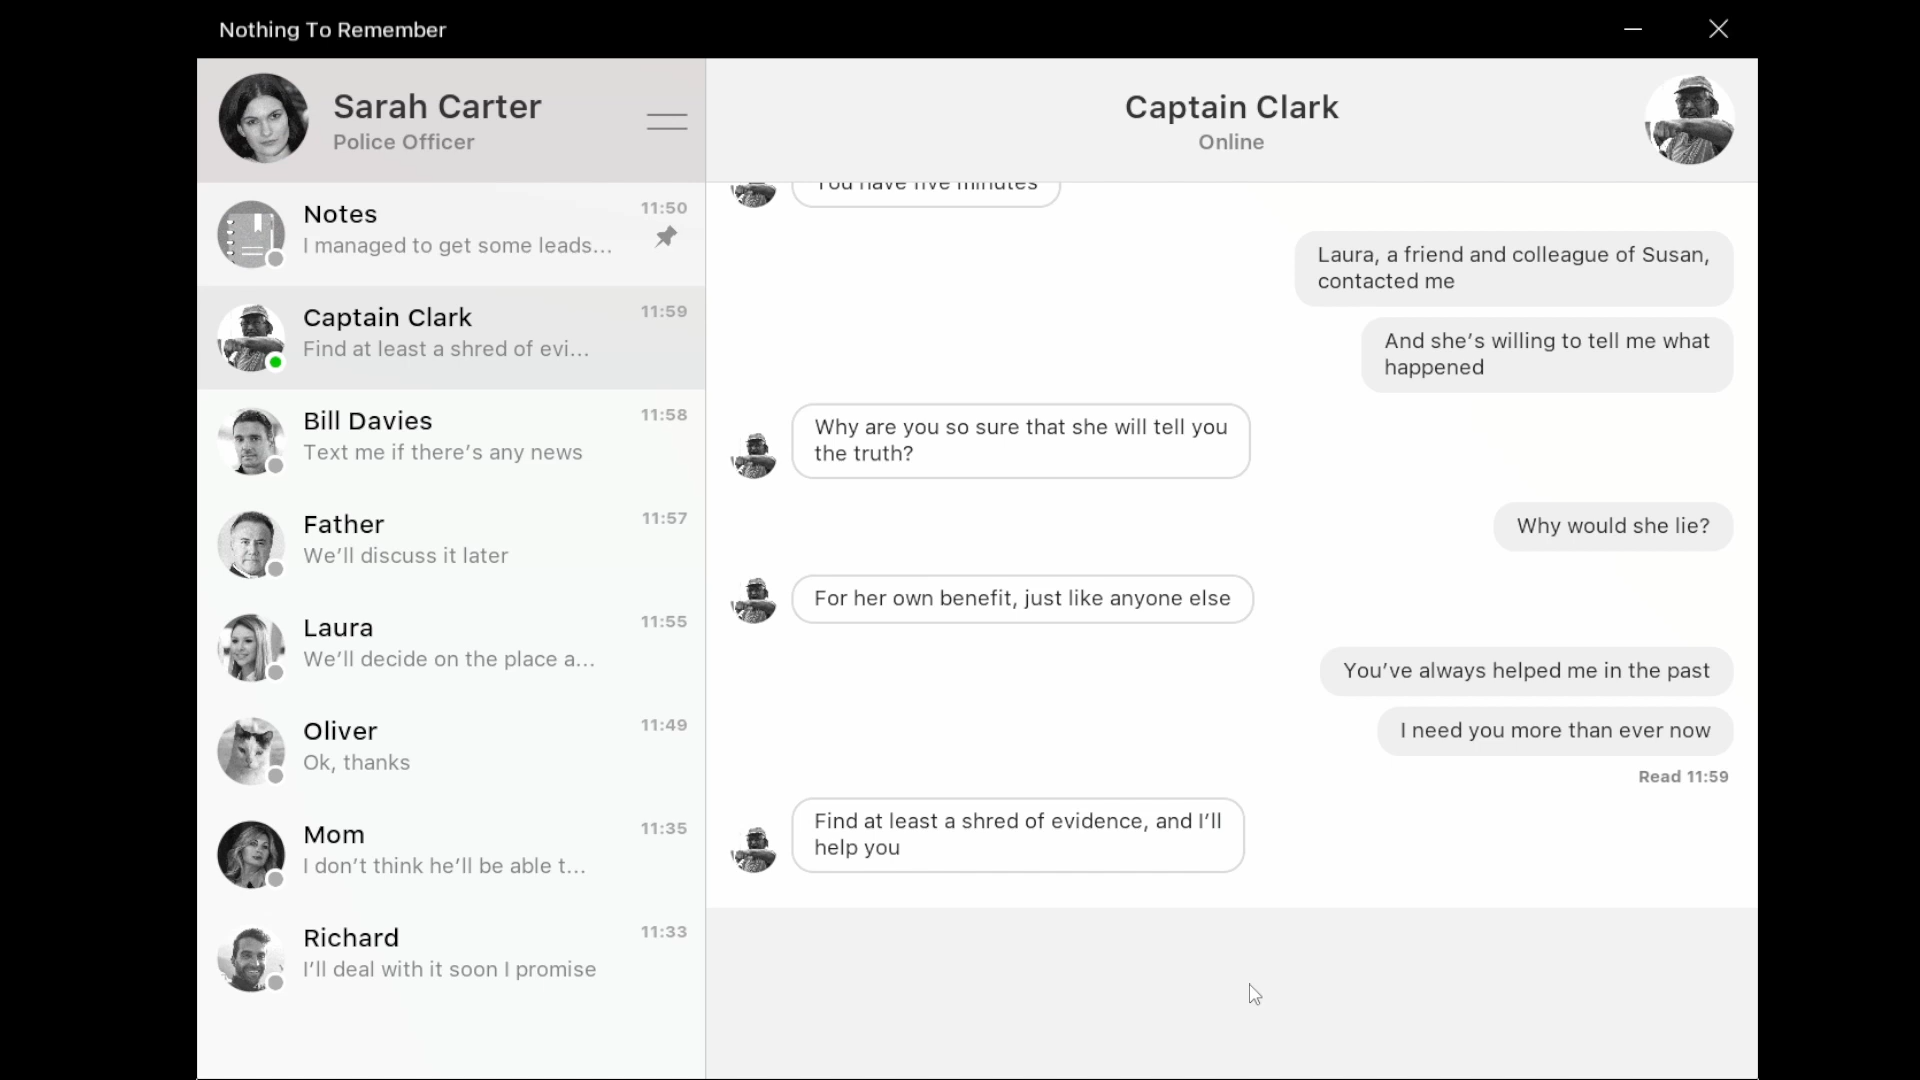 Nothing To Remember
Sarah Carter
Police Officer
Notes
11:50
I managed to get some leads...
Captain Clark
11:59
Find at least a shred of evi...
Bill Davies
11:58
Text me if there’s any news
Father
11:57
We’ll discuss it later
Laura
11:55
We’ll decide on the place a...
Oliver
11:49
Ok, thanks
Mom
11:35
I don’t think he’ll be able t...
Richard
11:33
I’ll deal with it soon I promise
Captain Clark
Online
You have five minutes
Laura, a friend and colleague of Susan,
contacted me
And she’s willing to tell me what
happened
Why are you so sure that she will tell you
the truth?
Why would she lie?
For her own benefit, just like anyone else
You’ve always helped me in the past
I need you more than ever now
Read 11:59
Find at least a shred of evidence, and I’ll
help you